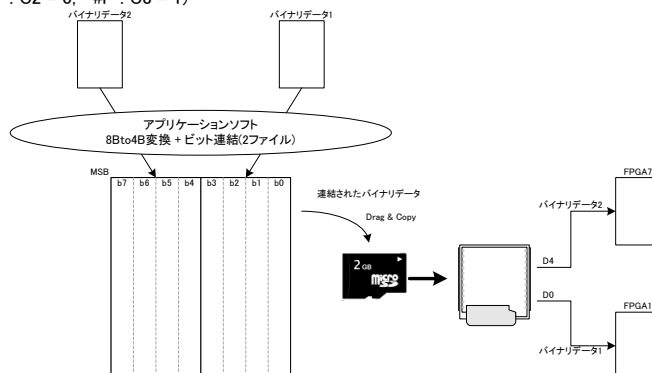 バイナリデータ2
バイナリデータ1
アプリケーションソフト
8Bto4B変換 + ビット連結(2ファイル)
MSB
b7 b6 b5 b4 b3 b2 b1 b0
連結されたバイナリデータ
Drag & Copy
2 GB
micro
SD
FPGA7
バイナリデータ2
D4
D0
FPGA1
バイナリデータ1